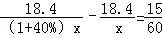 18.4/(1+40%) x - 18.4/x = 15/60